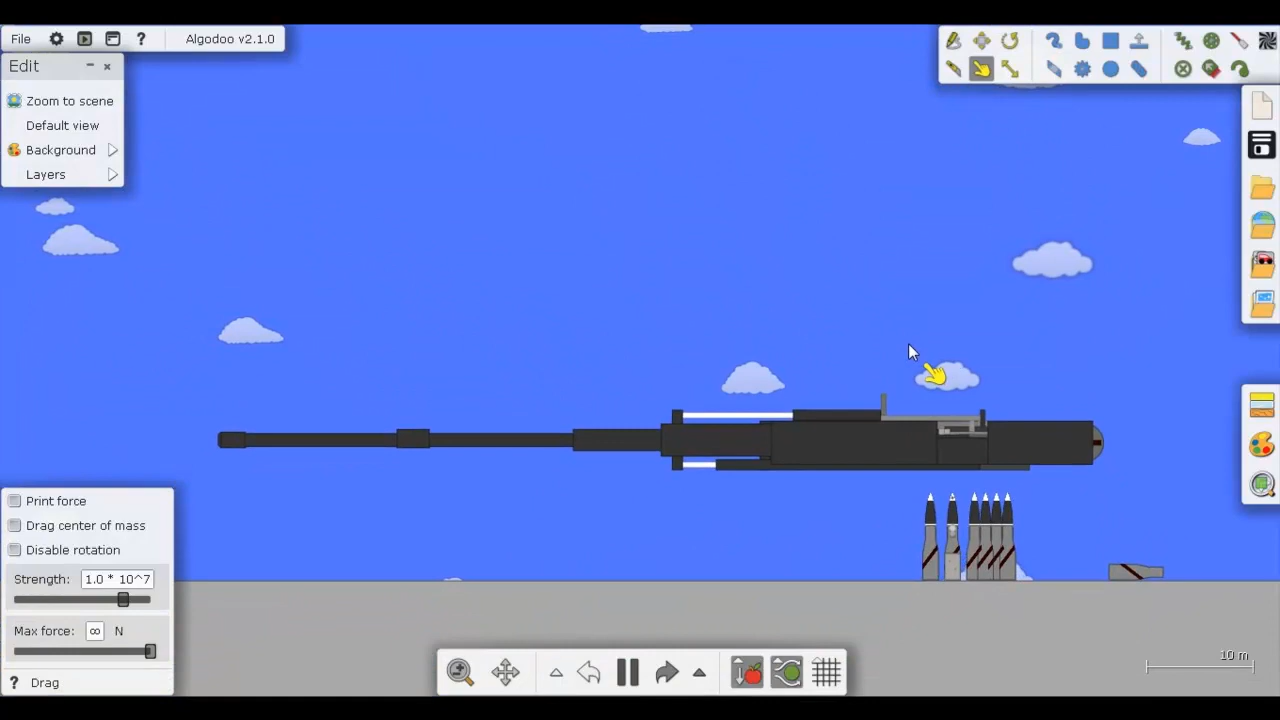 File ? Algodoo v2.1.0
Edit
Zoom to scene
Default view
Background
Layers
Print force
Drag center of mass
Disable rotation
Strength: 1.0 * 10^7
Max force: ∞ N
? Drag
10 m